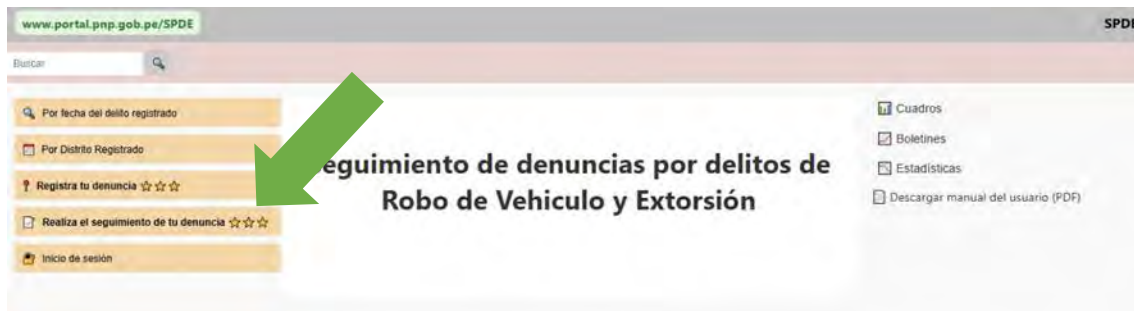 www.portal.pnp.gob.pe/SPDE
SPDE
Buscar
Por fecha del delito registrado
Por Distrito Registrado
Registra tu denuncia ☆☆☆
Realiza el seguimiento de tu denuncia ☆☆☆
Inicio de sesión
eguimiento de denuncias por delitos de
Robo de Vehiculo y Extorsión
Cuadros
Boletines
Estadísticas
Descargar manual del usuario (PDF)